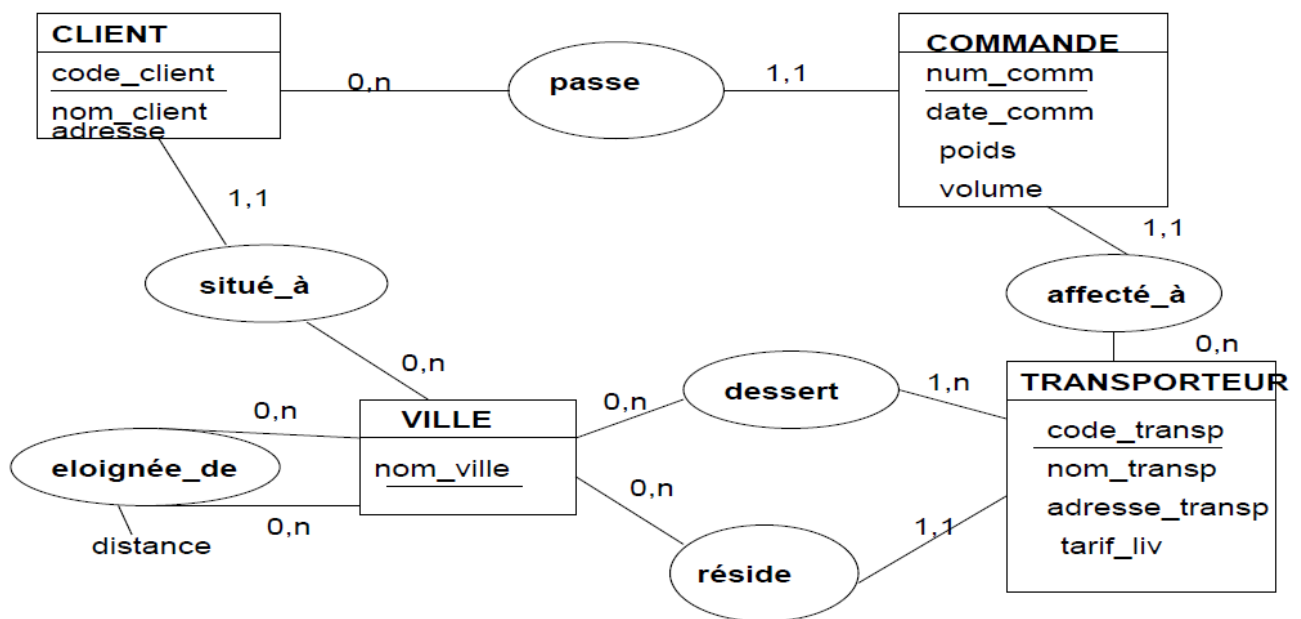 CLIENT
code_client
nom_client
adresse
0,n
passe
1,1
COMMANDE
num_comm
date_comm
poids
volume
1,1
situé_à
0,n
1,1
affecté_à
0,n
TRANSPORTEUR
code_transp
nom_transp
adresse_transp
tarif_liv
0,n
dessert
1,n
VILLE
nom_ville
0,n
eloignée_de
0,n
distance
0,n
réside
1,1